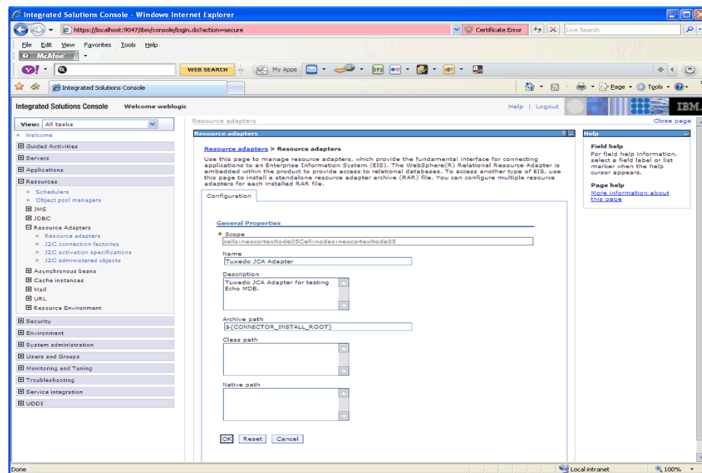 Integrated Solutions Console - Windows Internet Explorer
https://localhost:9047/ibm/console/login.do?action=secure
Certificate Error
Live Search
File Edit View Favorites Tools Help
McAfee
Y!
WEB SEARCH
My Apps
Integrated Solutions Console
Page
Tools
Integrated Solutions Console Welcome weblogic
Help | Logout
IBM.
View: All tasks
Welcome
Guided Activities
Servers
Applications
Resources
Schedulers
Object pool managers
JMS
JDBC
Resource Adapters
Resource adapters
J2C connection factories
J2C activation specifications
J2C administered objects
Asynchronous beans
Cache instances
Mail
URL
Resource Environment
Security
Environment
System administration
Users and Groups
Monitoring and Tuning
Troubleshooting
Service integration
UDDI
Resource adapters
Close page
Resource adapters
Resource adapters > Resource adapters
Use this page to manage resource adapters, which provide the fundamental interface for connecting
applications to an Enterprise Information System (EIS). The WebSphere(R) Relational Resource Adapter is
embedded within the product to provide access to relational databases. To access another type of EIS, use
this page to install a standalone resource adapter archive (RAR) file. You can configure multiple resource
adapters for each installed RAR file.
Configuration
General Properties
* Scope
cells:neocortexNode05Cell:nodes:neocortexNode05
Name
Tuxedo JCA Adapter
Description
Tuxedo JCA Adapter for testing
Echo MDB.
Archive path
${CONNECTOR_INSTALL_ROOT}
Class path
Native path
OK Reset Cancel
Help
Field help
For field help information,
select a field label or list
marker when the help
cursor appears.
Page help
More information about
this page
Done
Local intranet
100%